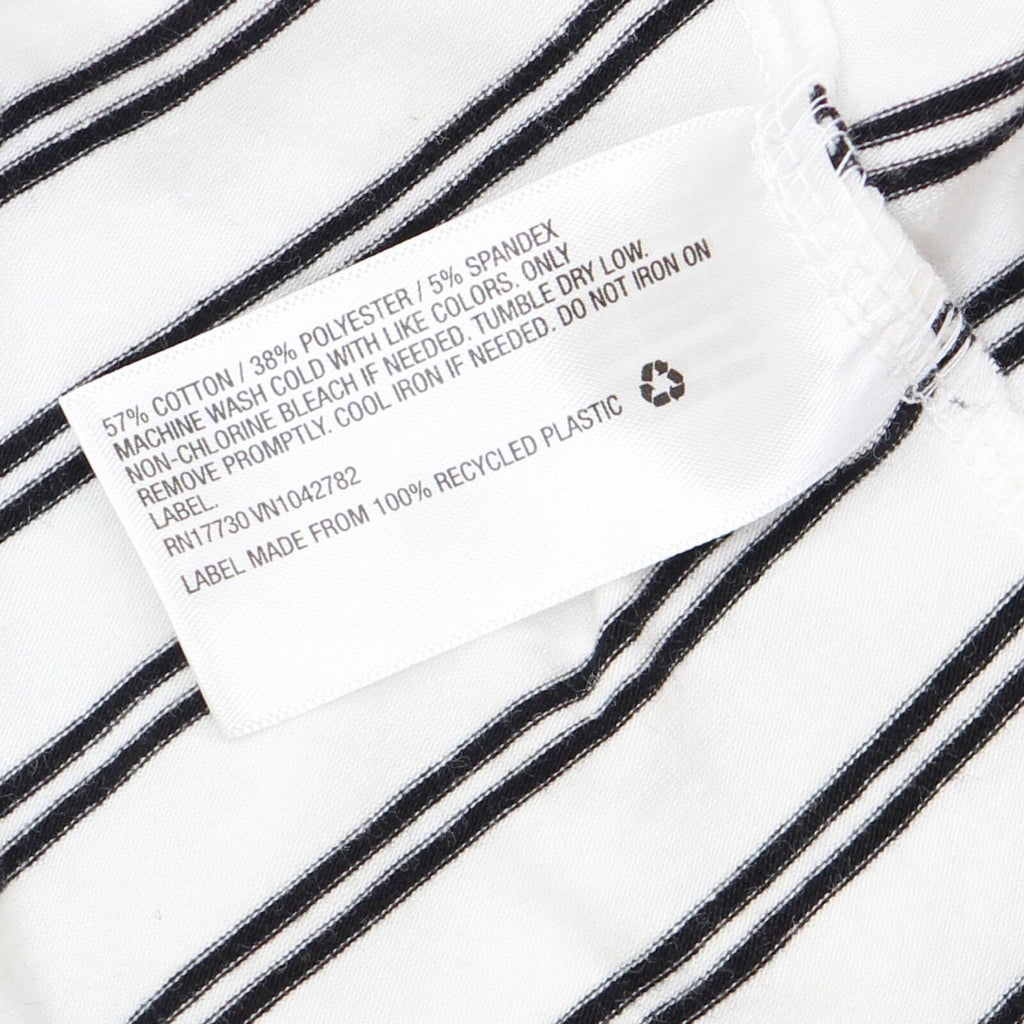 57% COTTON / 38% POLYESTER / 5% SPANDEX
MACHINE WASH COLD WITH LIKE COLORS. ONLY
NON-CHLORINE BLEACH IF NEEDED. TUMBLE DRY LOW.
REMOVE PROMPTLY. COOL IRON IF NEEDED. DO NOT IRON ON
LABEL.
RN17730 VN1042782
LABEL MADE FROM 100% RECYCLED PLASTIC